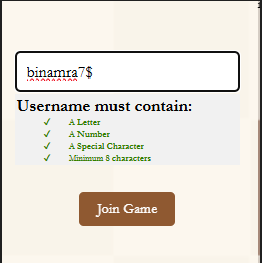 binamra7$
Username must contain:
✓ A Letter
✓ A Number
✓ A Special Character
✓ Minimum 8 characters
Join Game